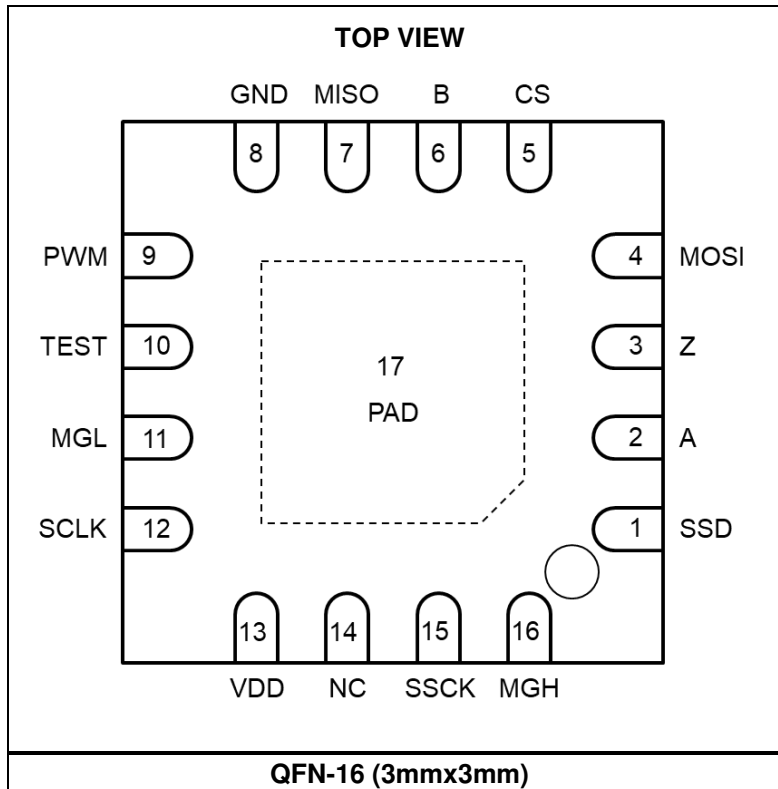 TOP VIEW
GND MISO B CS
8 7 6 5
PWM 9 4 MOSI
TEST 10 3 Z
17
MGL 11 PAD 2 A
SCLK 12 1 SSD
13 14 15 16
VDD NC SSCK MGH
QFN-16 (3mmx3mm)